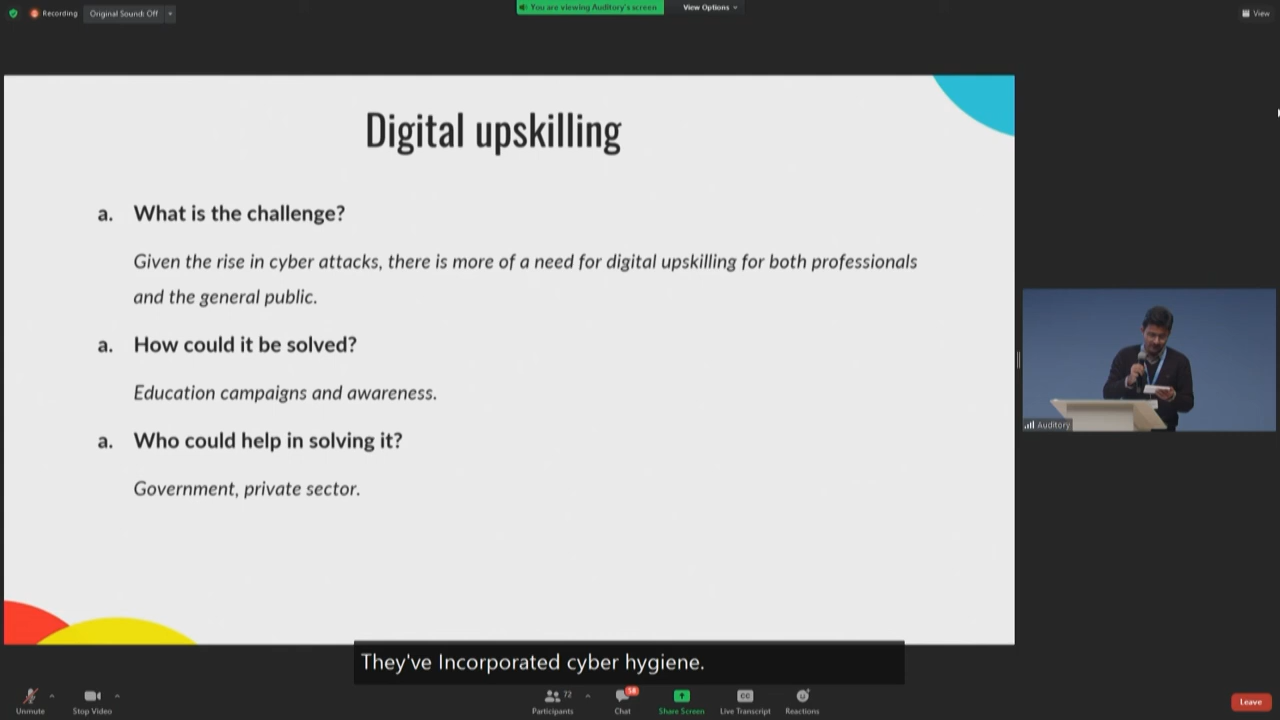 Recording
Original Sound: Off
You are viewing Auditory's screen
View Options
View
Digital upskilling
a. What is the challenge?
Given the rise in cyber attacks, there is more of a need for digital upskilling for both professionals
and the general public.
a. How could it be solved?
Education campaigns and awareness.
a. Who could help in solving it?
Government, private sector.
Auditory
They've Incorporated cyber hygiene.
Unmute
Stop Video
72
Participants
58
Chat
Share Screen
CC
Live Transcript
Reactions
Leave